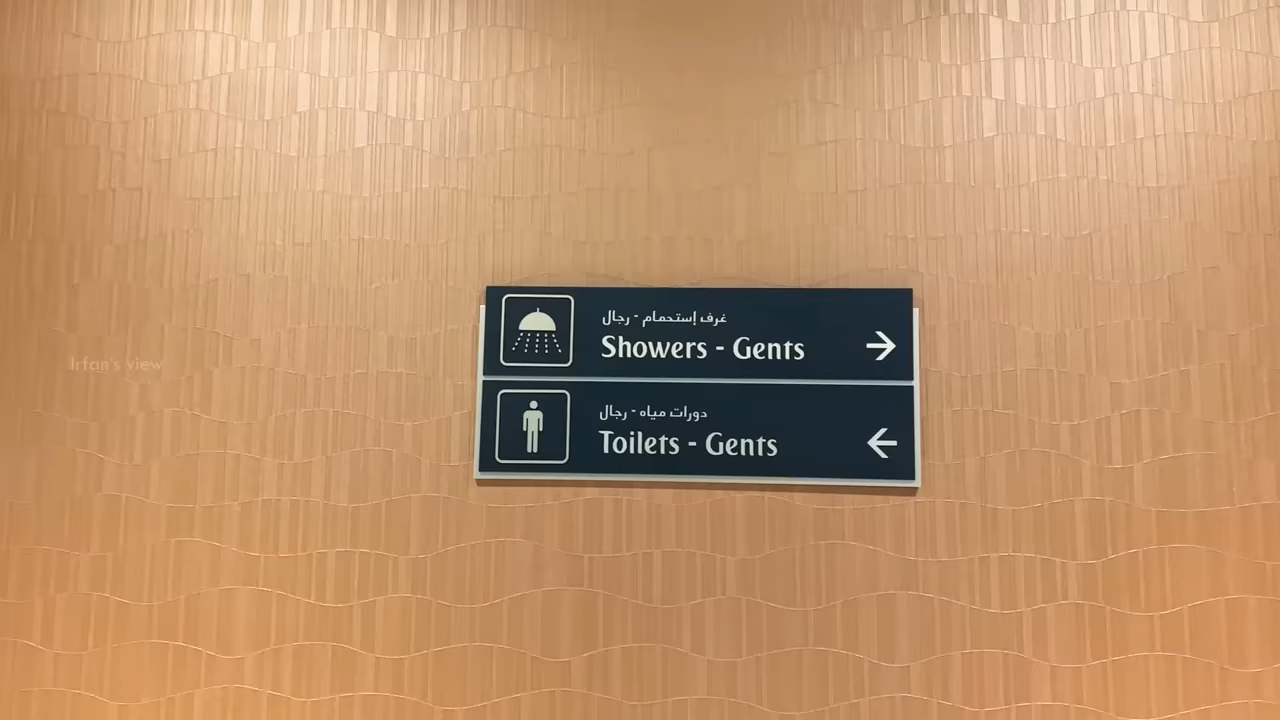 غرف إستحمام - رجال
Showers - Gents
دورات مياه - رجال
Toilets - Gents
Irfan's view